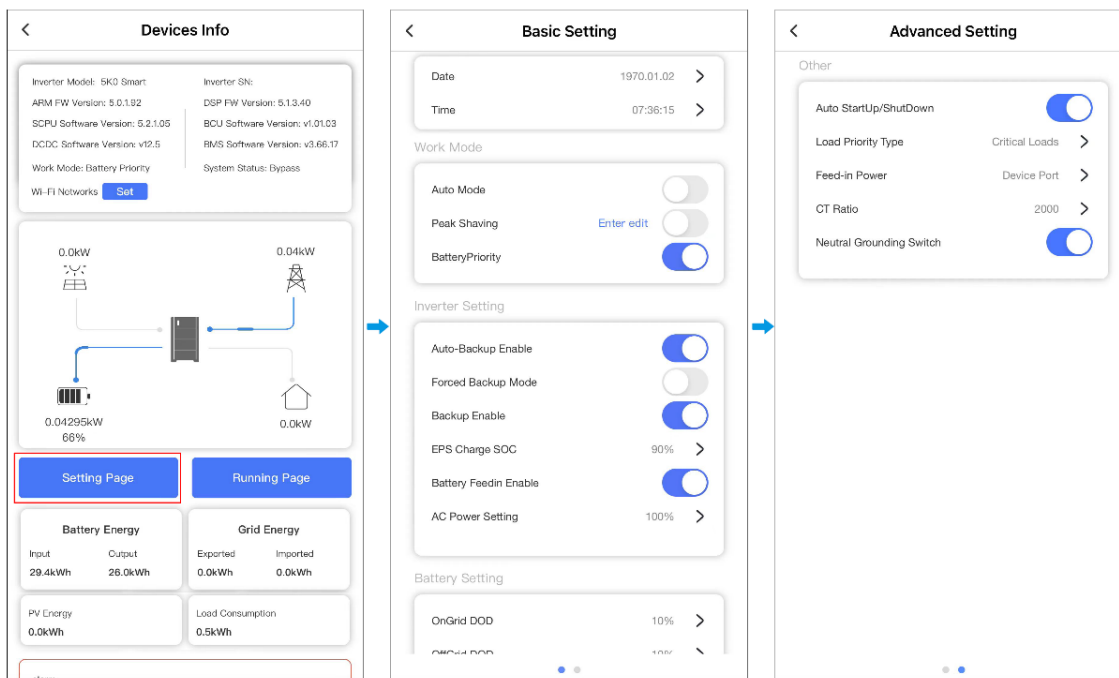 Devices Info
Inverter Model: 5K0 Smart
Inverter SN:
ARM FW Version: 5.0.1.92
DSP FW Version: 5.1.3.40
SCPU Software Version: 5.2.1.05
BCU Software Version: v1.01.03
DCDC Software Version: v12.5
BMS Software Version: v3.66.17
Work Mode: Battery Priority
System Status: Bypass
Wi-Fi Networks Set
0.0kW
0.04kW
0.04295kW
66%
0.0kW
Setting Page
Running Page
Battery Energy
Input Output
29.4kWh 26.0kWh
Grid Energy
Exported Imported
0.0kWh 0.0kWh
PV Energy
0.0kWh
Load Consumption
0.5kWh
Basic Setting
Date 1970.01.02
Time 07:36:15
Work Mode
Auto Mode
Peak Shaving Enter edit
BatteryPriority
Inverter Setting
Auto-Backup Enable
Forced Backup Mode
Backup Enable
EPS Charge SOC 90%
Battery Feedin Enable
AC Power Setting 100%
Battery Setting
OnGrid DOD 10%
OffGrid DOD 10%
Advanced Setting
Other
Auto StartUp/ShutDown
Load Priority Type Critical Loads
Feed-in Power Device Port
CT Ratio 2000
Neutral Grounding Switch